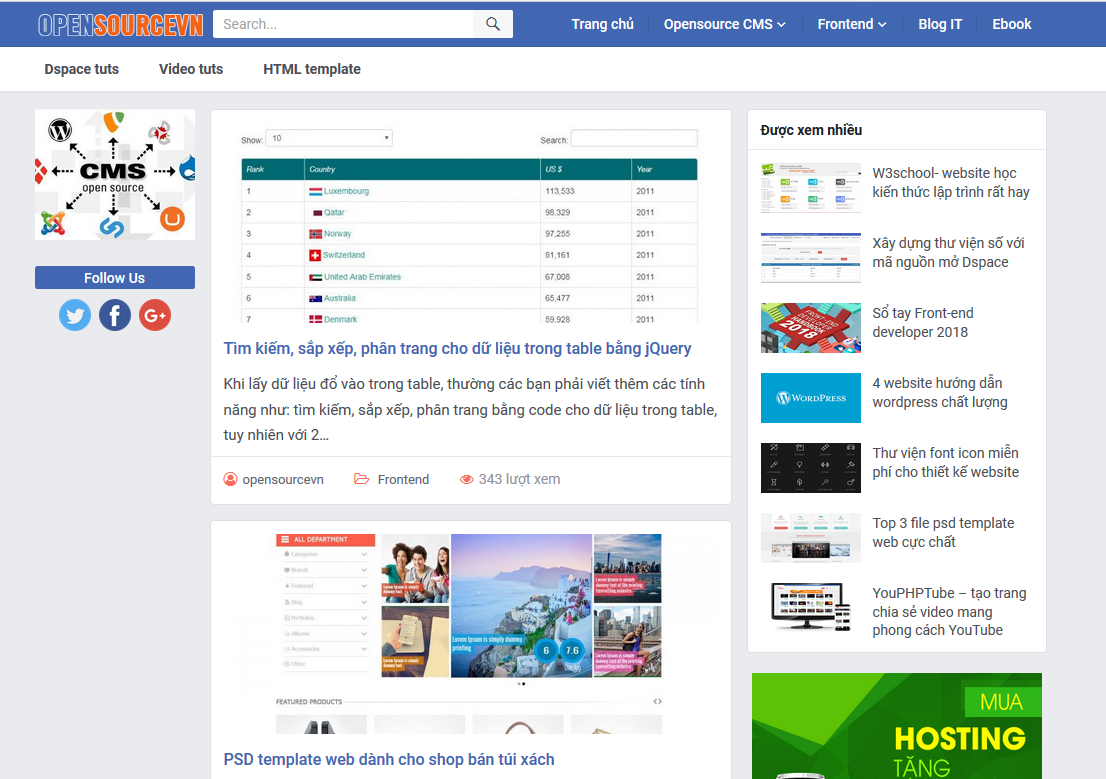 OPENSOURCEVN
Search...
Trang chủ
Opensource CMS
Frontend
Blog IT
Ebook
Dspace tuts
Video tuts
HTML template
CMS
open source
Follow Us
Show: 10
Search:
Rank Country US $ Year
1 Luxembourg 113,533 2011
2 Qatar 98,329 2011
3 Norway 97,255 2011
4 Switzerland 81,161 2011
5 United Arab Emirates 67,008 2011
6 Australia 65,477 2011
7 Denmark 59,928 2011
Tìm kiếm, sắp xếp, phân trang cho dữ liệu trong table bằng jQuery
Khi lấy dữ liệu đổ vào trong table, thường các bạn phải viết thêm các tính
năng như: tìm kiếm, sắp xếp, phân trang bằng code cho dữ liệu trong table,
tuy nhiên với 2…
opensourcevn
Frontend
343 lượt xem
ALL DEPARTMENT
Categories
Brands
Featured
Blog
Portfolios
Albums
Accessories
Other
Lorem Ipsum is simply dummy
printing
6
7.6
FEATURED PRODUCTS
PSD template web dành cho shop bán túi xách
Được xem nhiều
W3school- website học
kiến thức lập trình rất hay
Xây dựng thư viện số với
mã nguồn mở Dspace
FRONT-END
DEVELOPER
HANDBOOK
2018
Sổ tay Front-end
developer 2018
WORDPRESS
4 website hướng dẫn
wordpress chất lượng
Thư viện font icon miễn
phí cho thiết kế website
Top 3 file psd template
web cực chất
YouPHPTube – tạo trang
chia sẻ video mang
phong cách YouTube
MUA
HOSTING
TẶNG